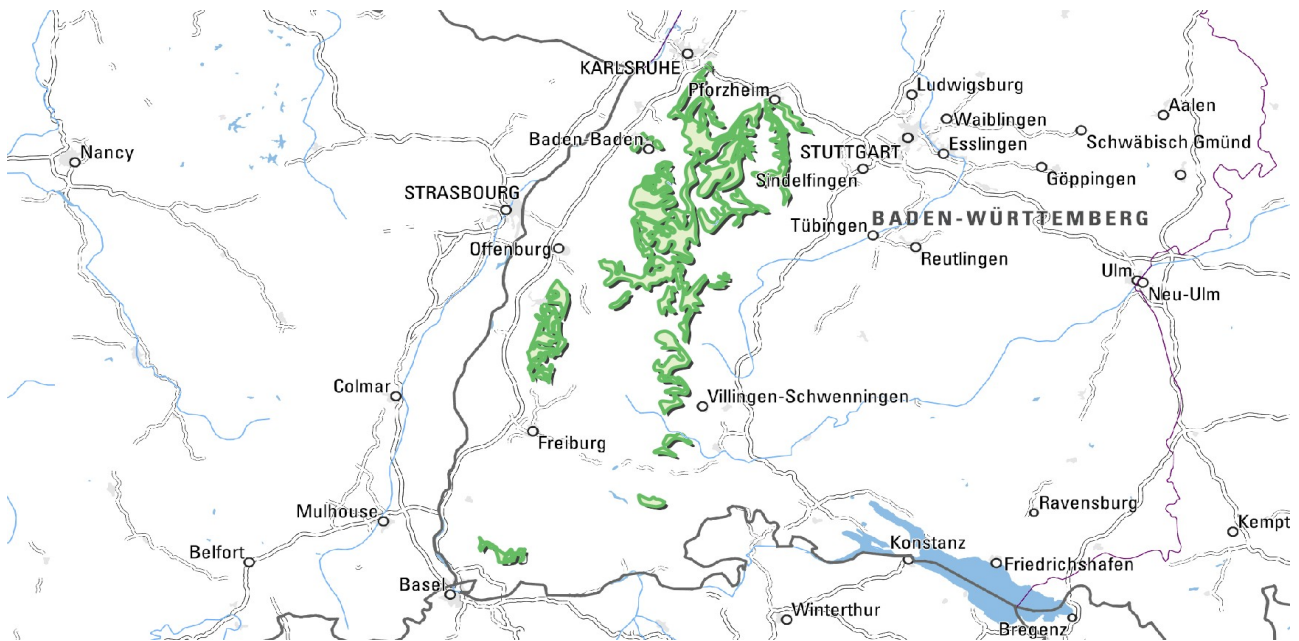 KARLSRUHE
Pforzheim
Ludwigsburg
Waiblingen
Aalen
Nancy
Baden-Baden
STUTTGART
Esslingen
Schwäbisch Gmünd
Sindelfingen
Göppingen
STRASBOURG
Tübingen
BADEN-WÜRTTEMBERG
Offenburg
Reutlingen
Ulm
Neu-Ulm
Colmar
Villingen-Schwenningen
Freiburg
Mulhouse
Ravensburg
Kempt
Belfort
Konstanz
Friedrichshafen
Basel
Winterthur
Bregenz